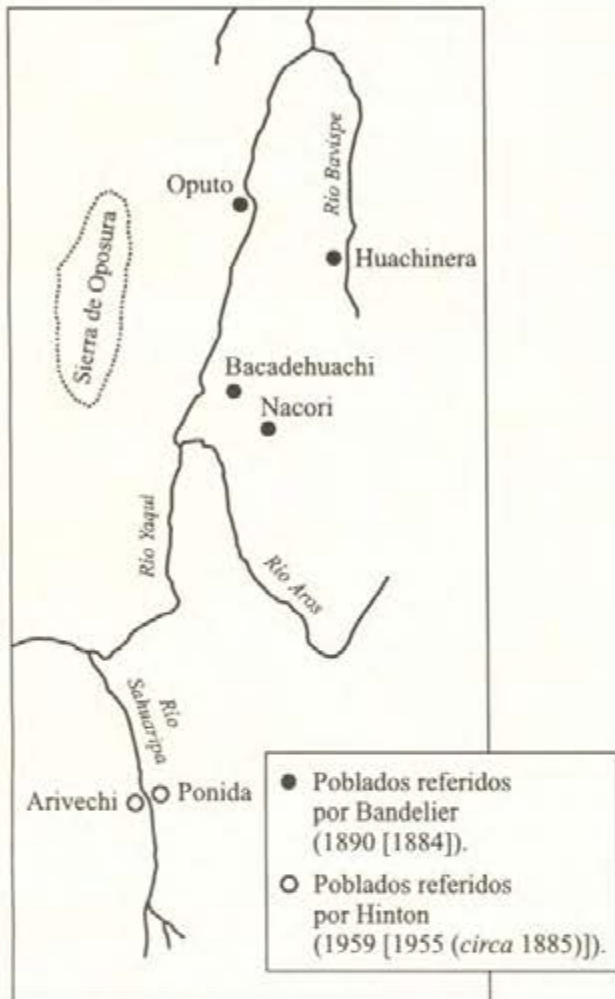 Oputo
Río Bavispe
Huachinera
Sierra de Oposura
Bacadehuachi
Nacori
Río Yaqui
Río Aros
Río
Sahuaripa
Arivechi
Ponida
Poblados referidos
por Bandelier
(1890 [1884]).
Poblados referidos
por Hinton
(1959 [1955 (circa 1885)]).